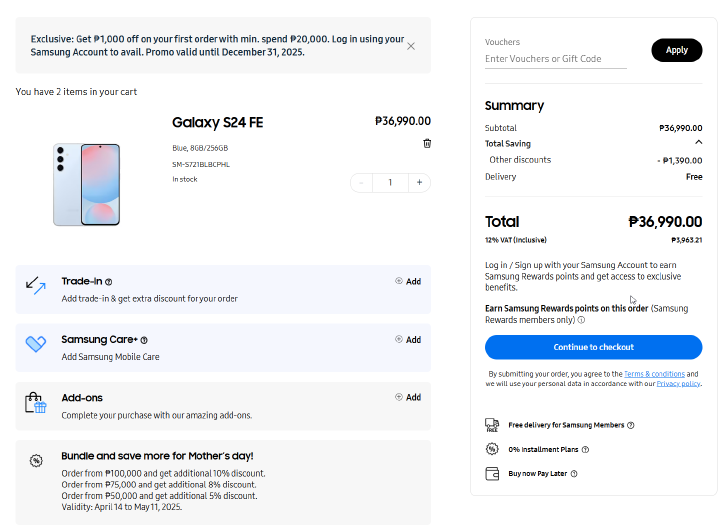 Exclusive: Get ₱1,000 off on your first order with min. spend ₱20,000. Log in using your
Samsung Account to avail. Promo valid until December 31, 2025.
You have 2 items in your cart
Galaxy S24 FE
₱36,990.00
Blue, 8GB/256GB
SM-S721BLBCPHL
In stock
- 1 +
Trade-in
Add
Add trade-in & get extra discount for your order
Samsung Care+
Add
Add Samsung Mobile Care
Add-ons
Add
Complete your purchase with our amazing add-ons.
Bundle and save more for Mother's day!
Order from ₱100,000 and get additional 10% discount.
Order from ₱75,000 and get additional 8% discount.
Order from ₱50,000 and get additional 5% discount.
Validity: April 14 to May 11, 2025.
Vouchers
Enter Vouchers or Gift Code
Apply
Summary
Subtotal ₱36,990.00
Total Saving
Other discounts - ₱1,390.00
Delivery Free
Total ₱36,990.00
12% VAT (Inclusive) ₱3,963.21
Log in / Sign up with your Samsung Account to earn
Samsung Rewards points and get access to exclusive
benefits.
Earn Samsung Rewards points on this order (Samsung
Rewards members only)
Continue to checkout
By submitting your order, you agree to the Terms & conditions and
we will use your personal data in accordance with our Privacy policy.
FREE
Free delivery for Samsung Members
0% Installment Plans
Buy now Pay Later